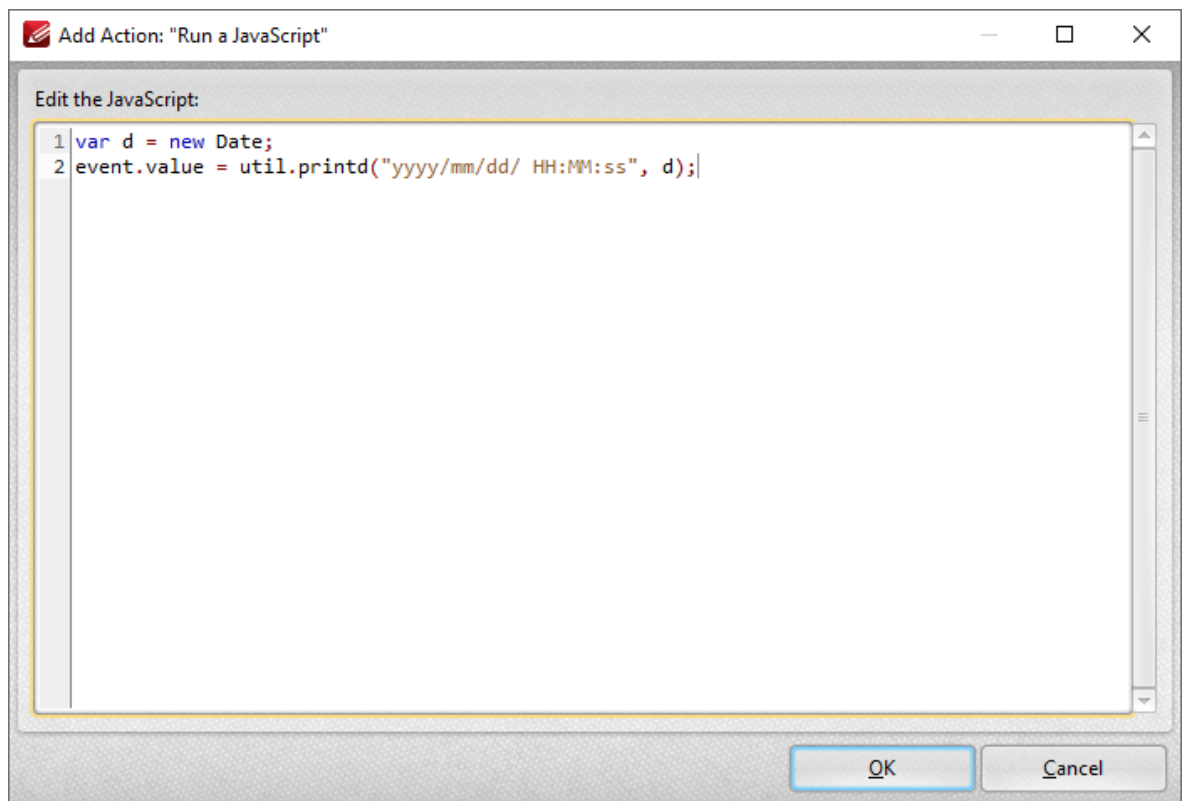 Add Action: "Run a JavaScript"
Edit the JavaScript:
1 var d = new Date;
2 event.value = util.printd("yyyy/mm/dd/ HH:MM:ss", d);
OK Cancel